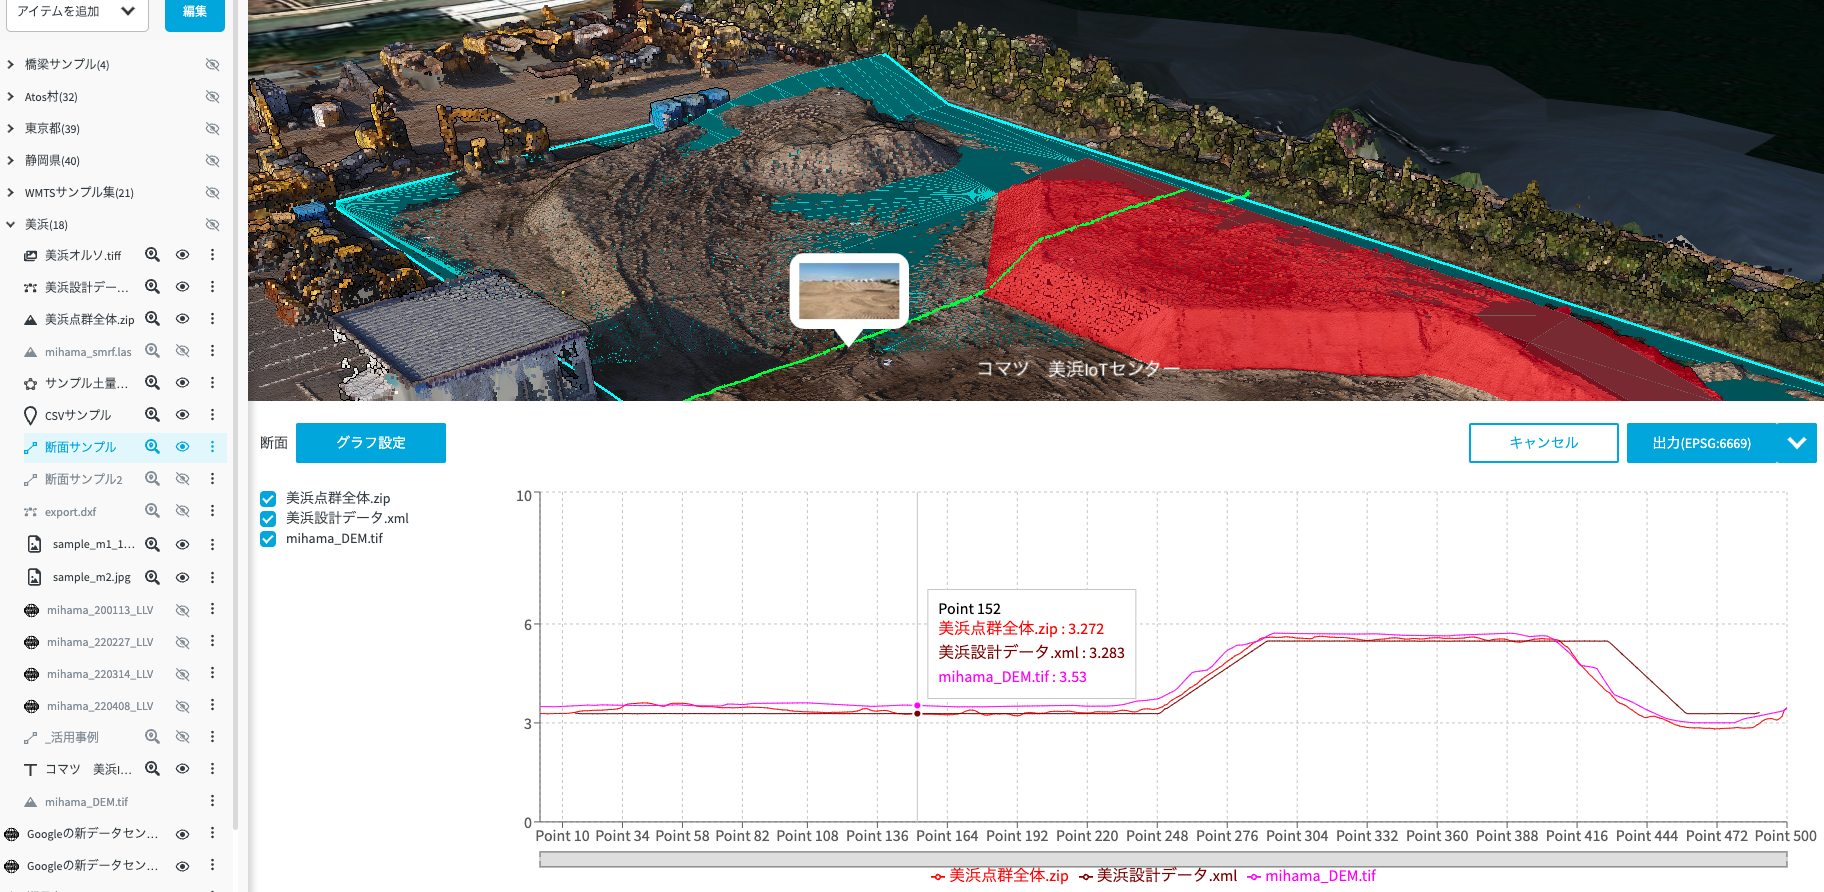 アイテムを追加
編集
橋梁サンプル(4)
Atos村(32)
東京都(39)
静岡県(40)
WMTSサンプル集(21)
美浜(18)
美浜オルソ.tiff
美浜設計デー...
美浜点群全体.zip
mihama_smrf.las
サンプル土量...
CSVサンプル
断面サンプル
断面サンプル2
export.dxf
sample_m1_1...
sample_m2.jpg
mihama_200113_LLV
mihama_220227_LLV
mihama_220314_LLV
mihama_220408_LLV
_活用事例
コマツ　美浜I...
mihama_DEM.tif
Googleの新データセン...
Googleの新データセン...
コマツ　美浜IoTセンター
断面
グラフ設定
キャンセル
出力(EPSG:6669)
美浜点群全体.zip
美浜設計データ.xml
mihama_DEM.tif
10
6
3
0
Point 152
美浜点群全体.zip : 3.272
美浜設計データ.xml : 3.283
mihama_DEM.tif : 3.53
Point 10 Point 34 Point 58 Point 82 Point 108 Point 136 Point 164 Point 192 Point 220 Point 248 Point 276 Point 304 Point 332 Point 360 Point 388 Point 416 Point 444 Point 472 Point 500
美浜点群全体.zip 美浜設計データ.xml mihama_DEM.tif